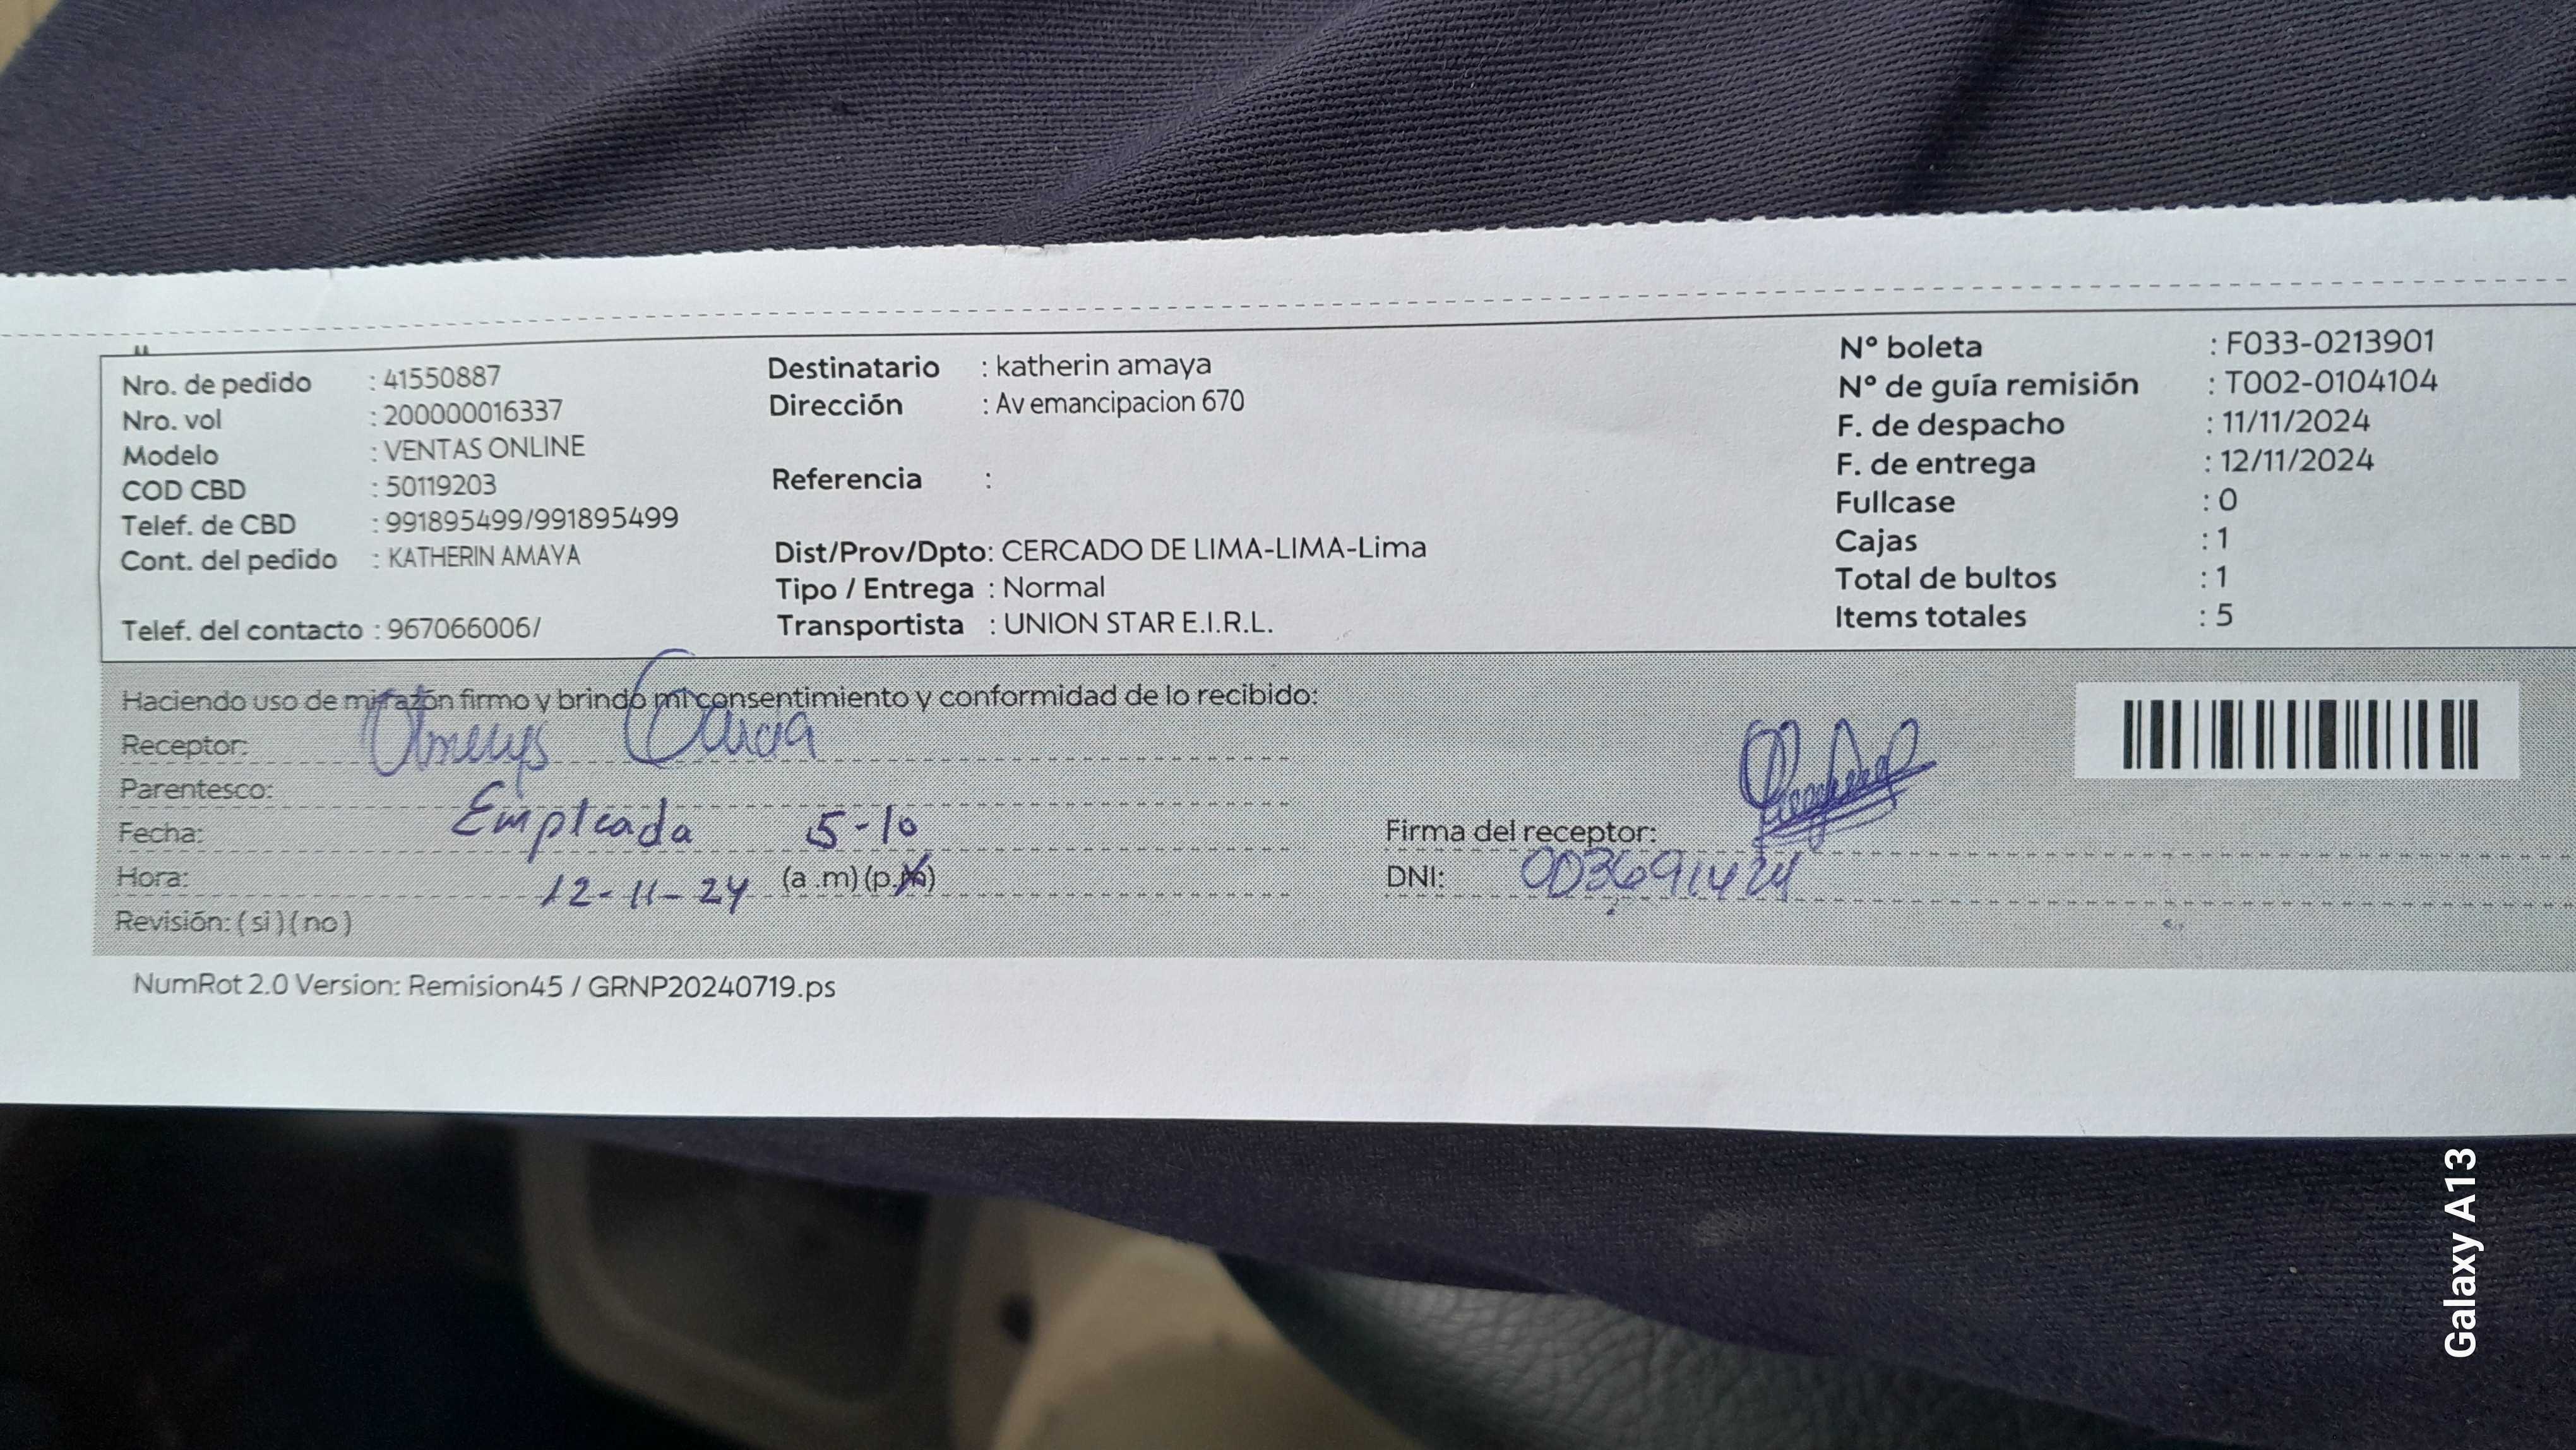 Nro. de pedido : 41550887
Nro. vol : 200000016337
Modelo : VENTAS ONLINE
COD CBD : 50119203
Telef. de CBD : 991895499/991895499
Cont. del pedido : KATHERIN AMAYA
Telef. del contacto : 967066006/
Destinatario : katherin amaya
Dirección : Av emancipacion 670
Referencia :
Dist/Prov/Dpto: CERCADO DE LIMA-LIMA-Lima
Tipo / Entrega : Normal
Transportista : UNION STAR E.I.R.L.
Nº boleta : F033-0213901
Nº de guía remisión : T002-0104104
F. de despacho : 11/11/2024
F. de entrega : 12/11/2024
Fullcase : 0
Cajas : 1
Total de bultos : 1
Items totales : 5
Haciendo uso de mi razón firmo y brindo mi consentimiento y conformidad de lo recibido:
Receptor: Garcia
Parentesco:
Empleada 5-10
Fecha:
Hora: 12-11-24 (a .m) (p.m)
Revisión: ( si ) ( no )
Firma del receptor:
DNI:
NumRot 2.0 Version: Remision45 / GRNP20240719.ps
Galaxy A13